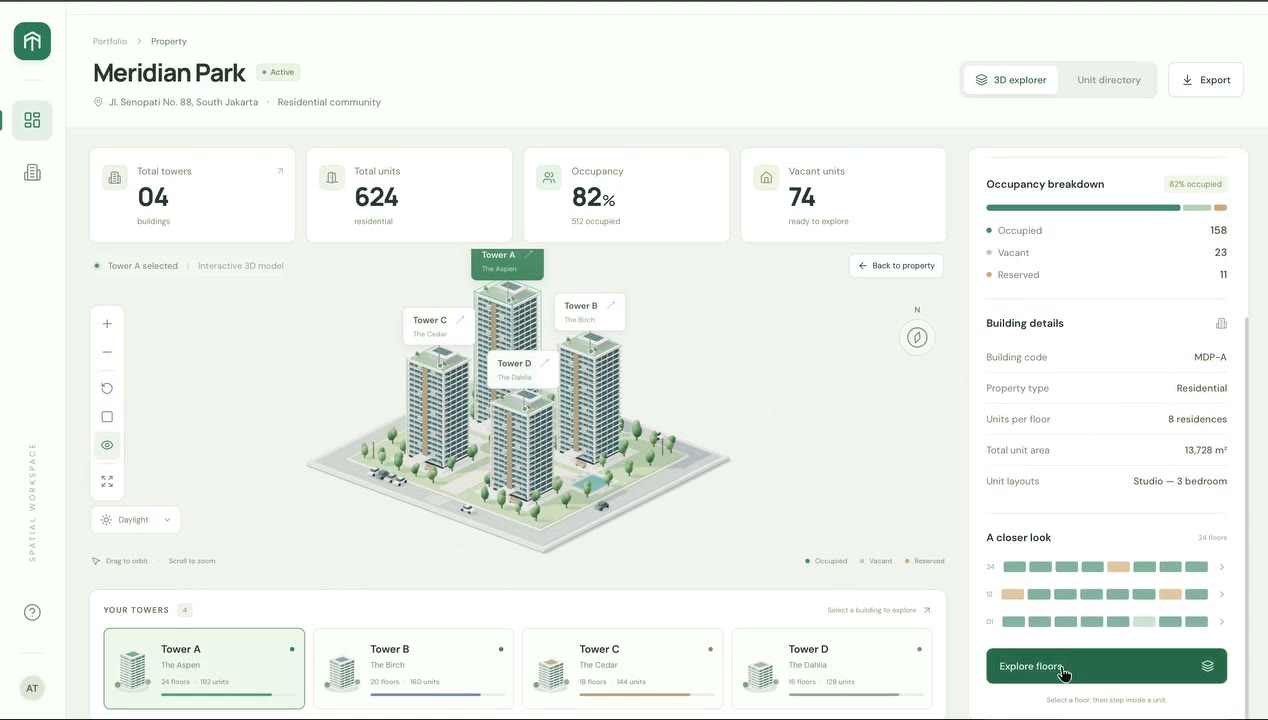 Portfolio > Property
Meridian Park
Active
Jl. Senopati No. 88, South Jakarta · Residential community
3D explorer
Unit directory
Export
Total towers
04
buildings
Total units
624
residential
Occupancy
82%
512 occupied
Vacant units
74
ready to explore
Tower A selected
Interactive 3D model
Back to property
Tower A
The Aspen
Tower B
The Birch
Tower C
The Cedar
Tower D
The Dahlia
N
Daylight
Drag to orbit · Scroll to zoom
Occupied
Vacant
Reserved
SPATIAL WORKSPACE
AT
YOUR TOWERS 4
Select a building to explore
Tower A
The Aspen
24 floors · 192 units
Tower B
The Birch
20 floors · 160 units
Tower C
The Cedar
18 floors · 144 units
Tower D
The Dahlia
16 floors · 128 units
Occupancy breakdown
82% occupied
Occupied 158
Vacant 23
Reserved 11
Building details
Building code MDP-A
Property type Residential
Units per floor 8 residences
Total unit area 13,728 m²
Unit layouts Studio — 3 bedroom
A closer look
24 floors
24
12
01
Explore floors
Select a floor, then step inside a unit.